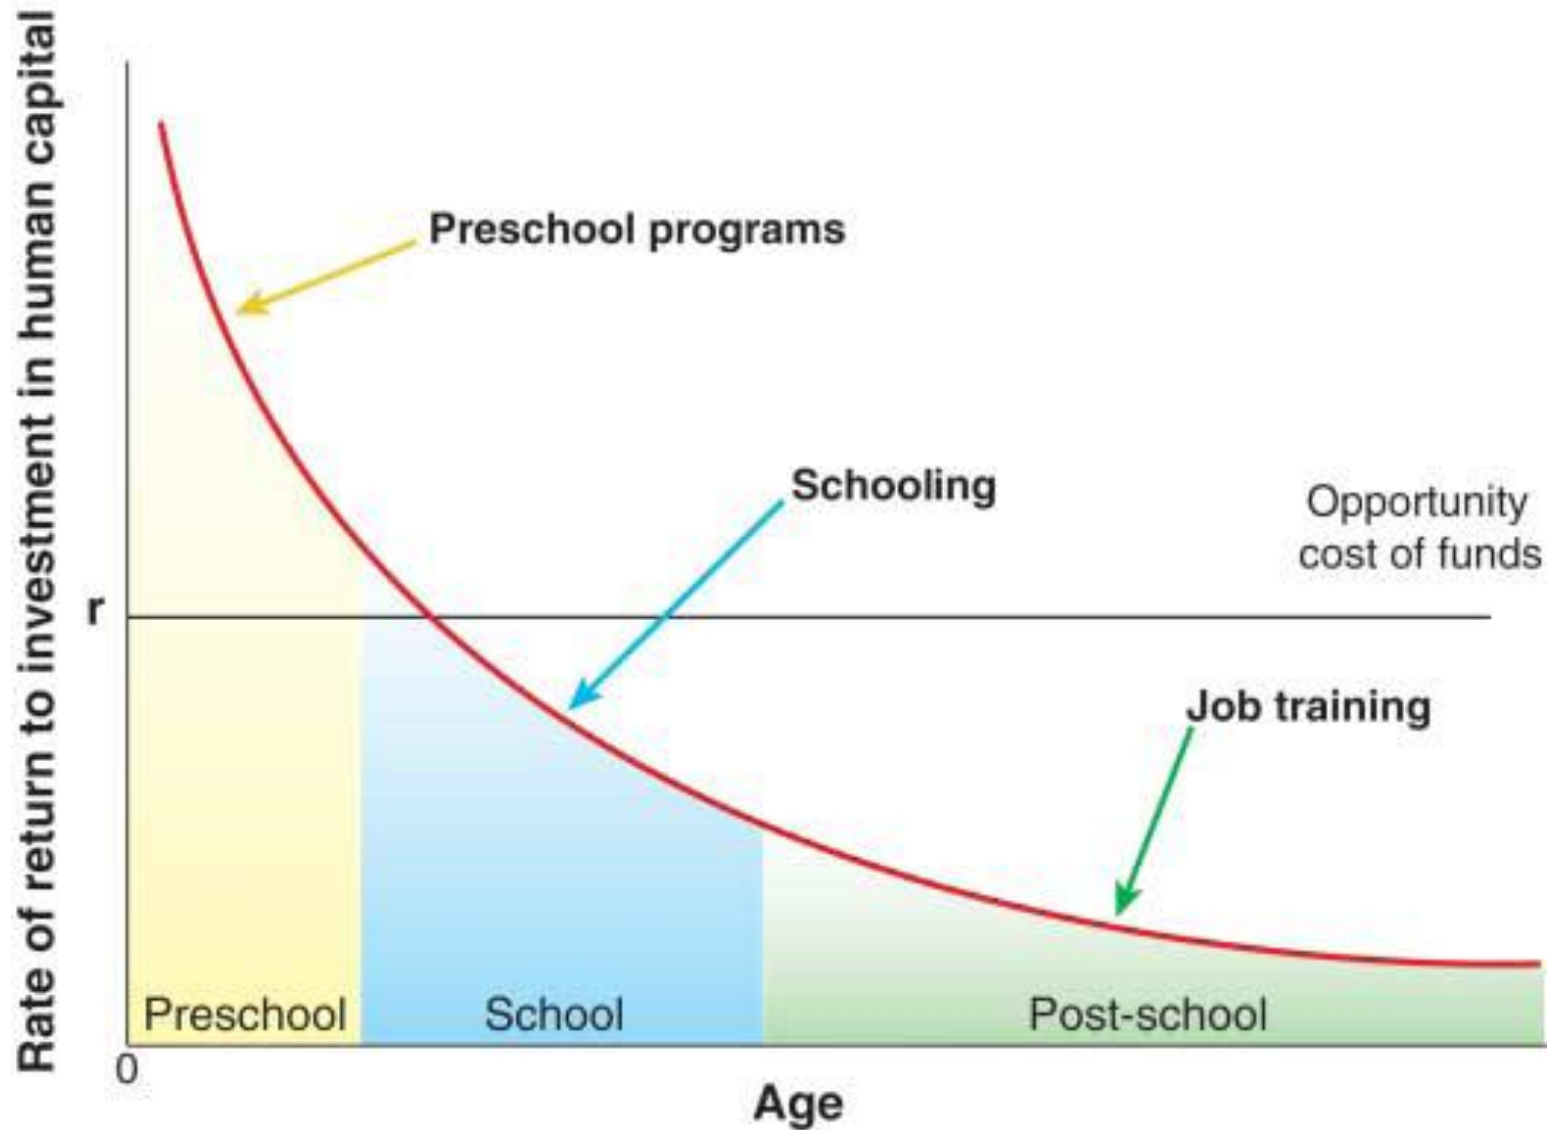 Rate of return to investment in human capital
Preschool programs
Schooling
Opportunity
cost of funds
r
Job training
Preschool
School
Post-school
0
Age